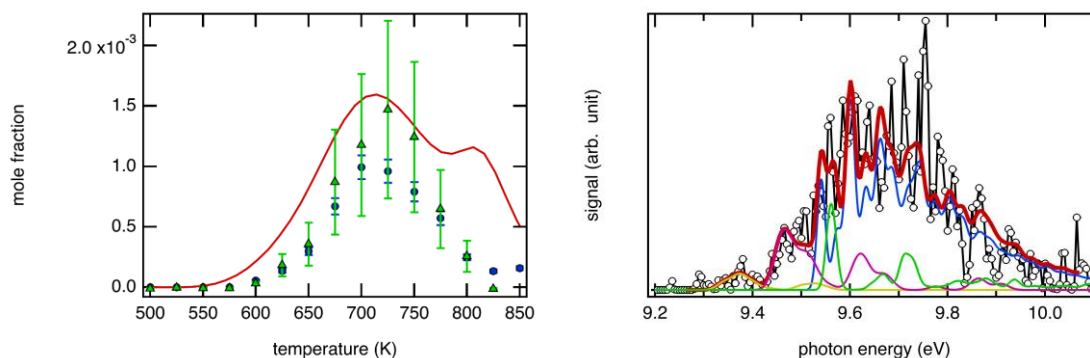 2.0 x10⁻³
1.5
1.0
0.5
0.0
mole fraction
500 550 600 650 700 750 800 850
temperature (K)
signal (arb. unit)
9.2 9.4 9.6 9.8 10.0
photon energy (eV)